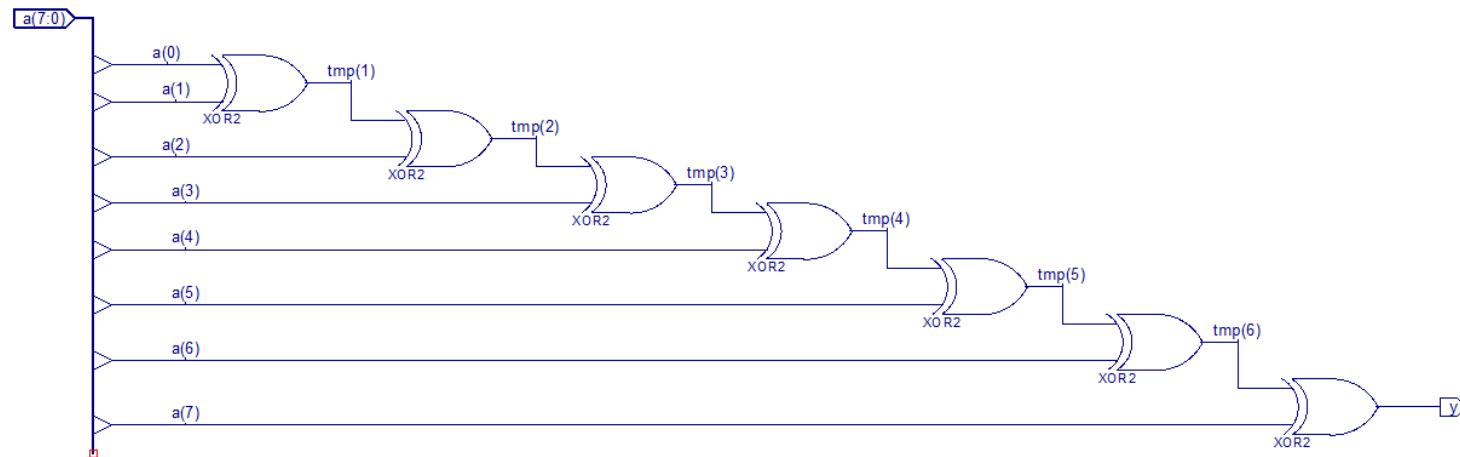 a(7:0)
a(0)
tmp(1)
a(1)
XOR2
tmp(2)
a(2)
XOR2
tmp(3)
a(3)
XOR2
tmp(4)
a(4)
XOR2
tmp(5)
a(5)
XOR2
tmp(6)
a(6)
XOR2
y
a(7)
XOR2